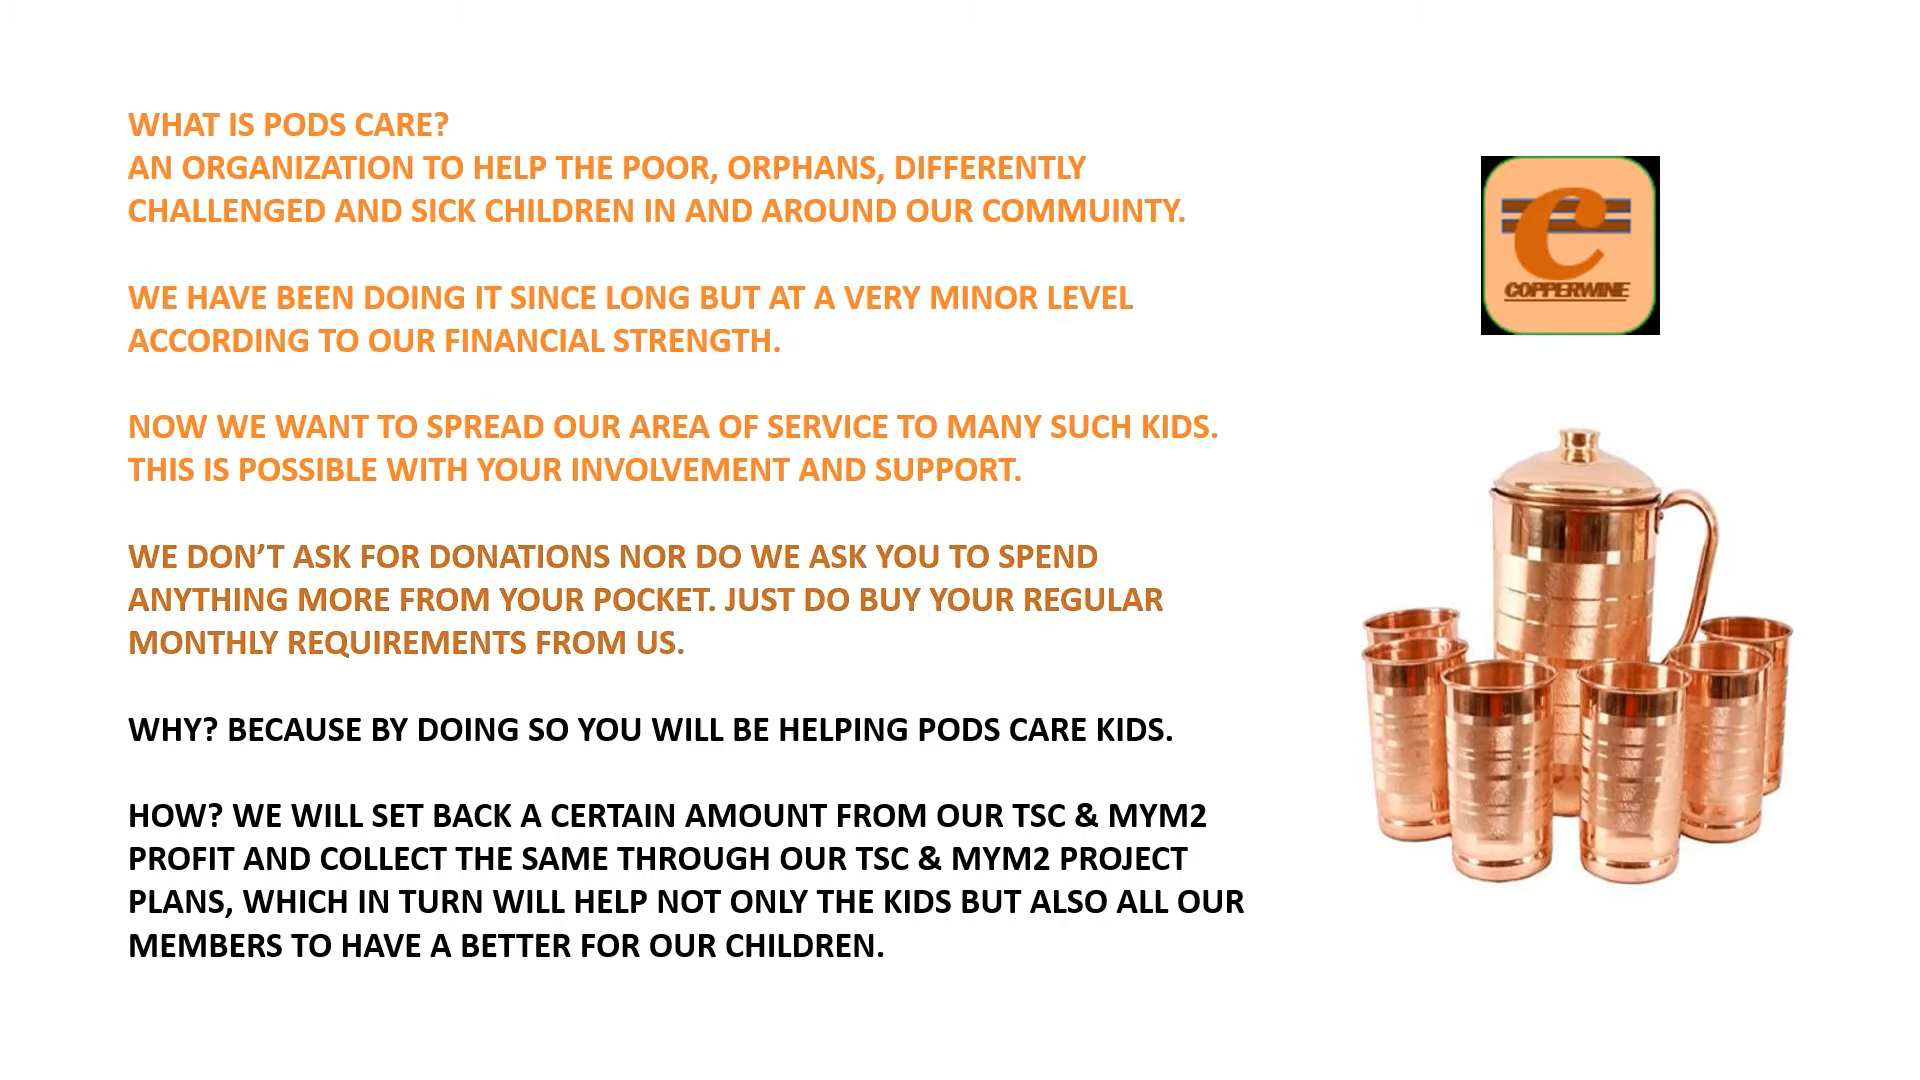 WHAT IS PODS CARE?
AN ORGANIZATION TO HELP THE POOR, ORPHANS, DIFFERENTLY
CHALLENGED AND SICK CHILDREN IN AND AROUND OUR COMMUINTY.
WE HAVE BEEN DOING IT SINCE LONG BUT AT A VERY MINOR LEVEL
ACCORDING TO OUR FINANCIAL STRENGTH.
NOW WE WANT TO SPREAD OUR AREA OF SERVICE TO MANY SUCH KIDS.
THIS IS POSSIBLE WITH YOUR INVOLVEMENT AND SUPPORT.
WE DON’T ASK FOR DONATIONS NOR DO WE ASK YOU TO SPEND
ANYTHING MORE FROM YOUR POCKET. JUST DO BUY YOUR REGULAR
MONTHLY REQUIREMENTS FROM US.
WHY? BECAUSE BY DOING SO YOU WILL BE HELPING PODS CARE KIDS.
HOW? WE WILL SET BACK A CERTAIN AMOUNT FROM OUR TSC & MYM2
PROFIT AND COLLECT THE SAME THROUGH OUR TSC & MYM2 PROJECT
PLANS, WHICH IN TURN WILL HELP NOT ONLY THE KIDS BUT ALSO ALL OUR
MEMBERS TO HAVE A BETTER FOR OUR CHILDREN.
C
COPPERWINE